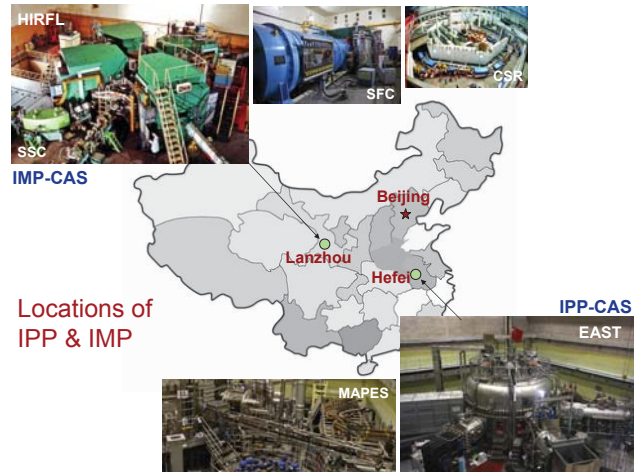 HIRFL
SSC
SFC
CSR
IMP-CAS
Beijing
Lanzhou
Hefei
Locations of
IPP & IMP
IPP-CAS
EAST
MAPES